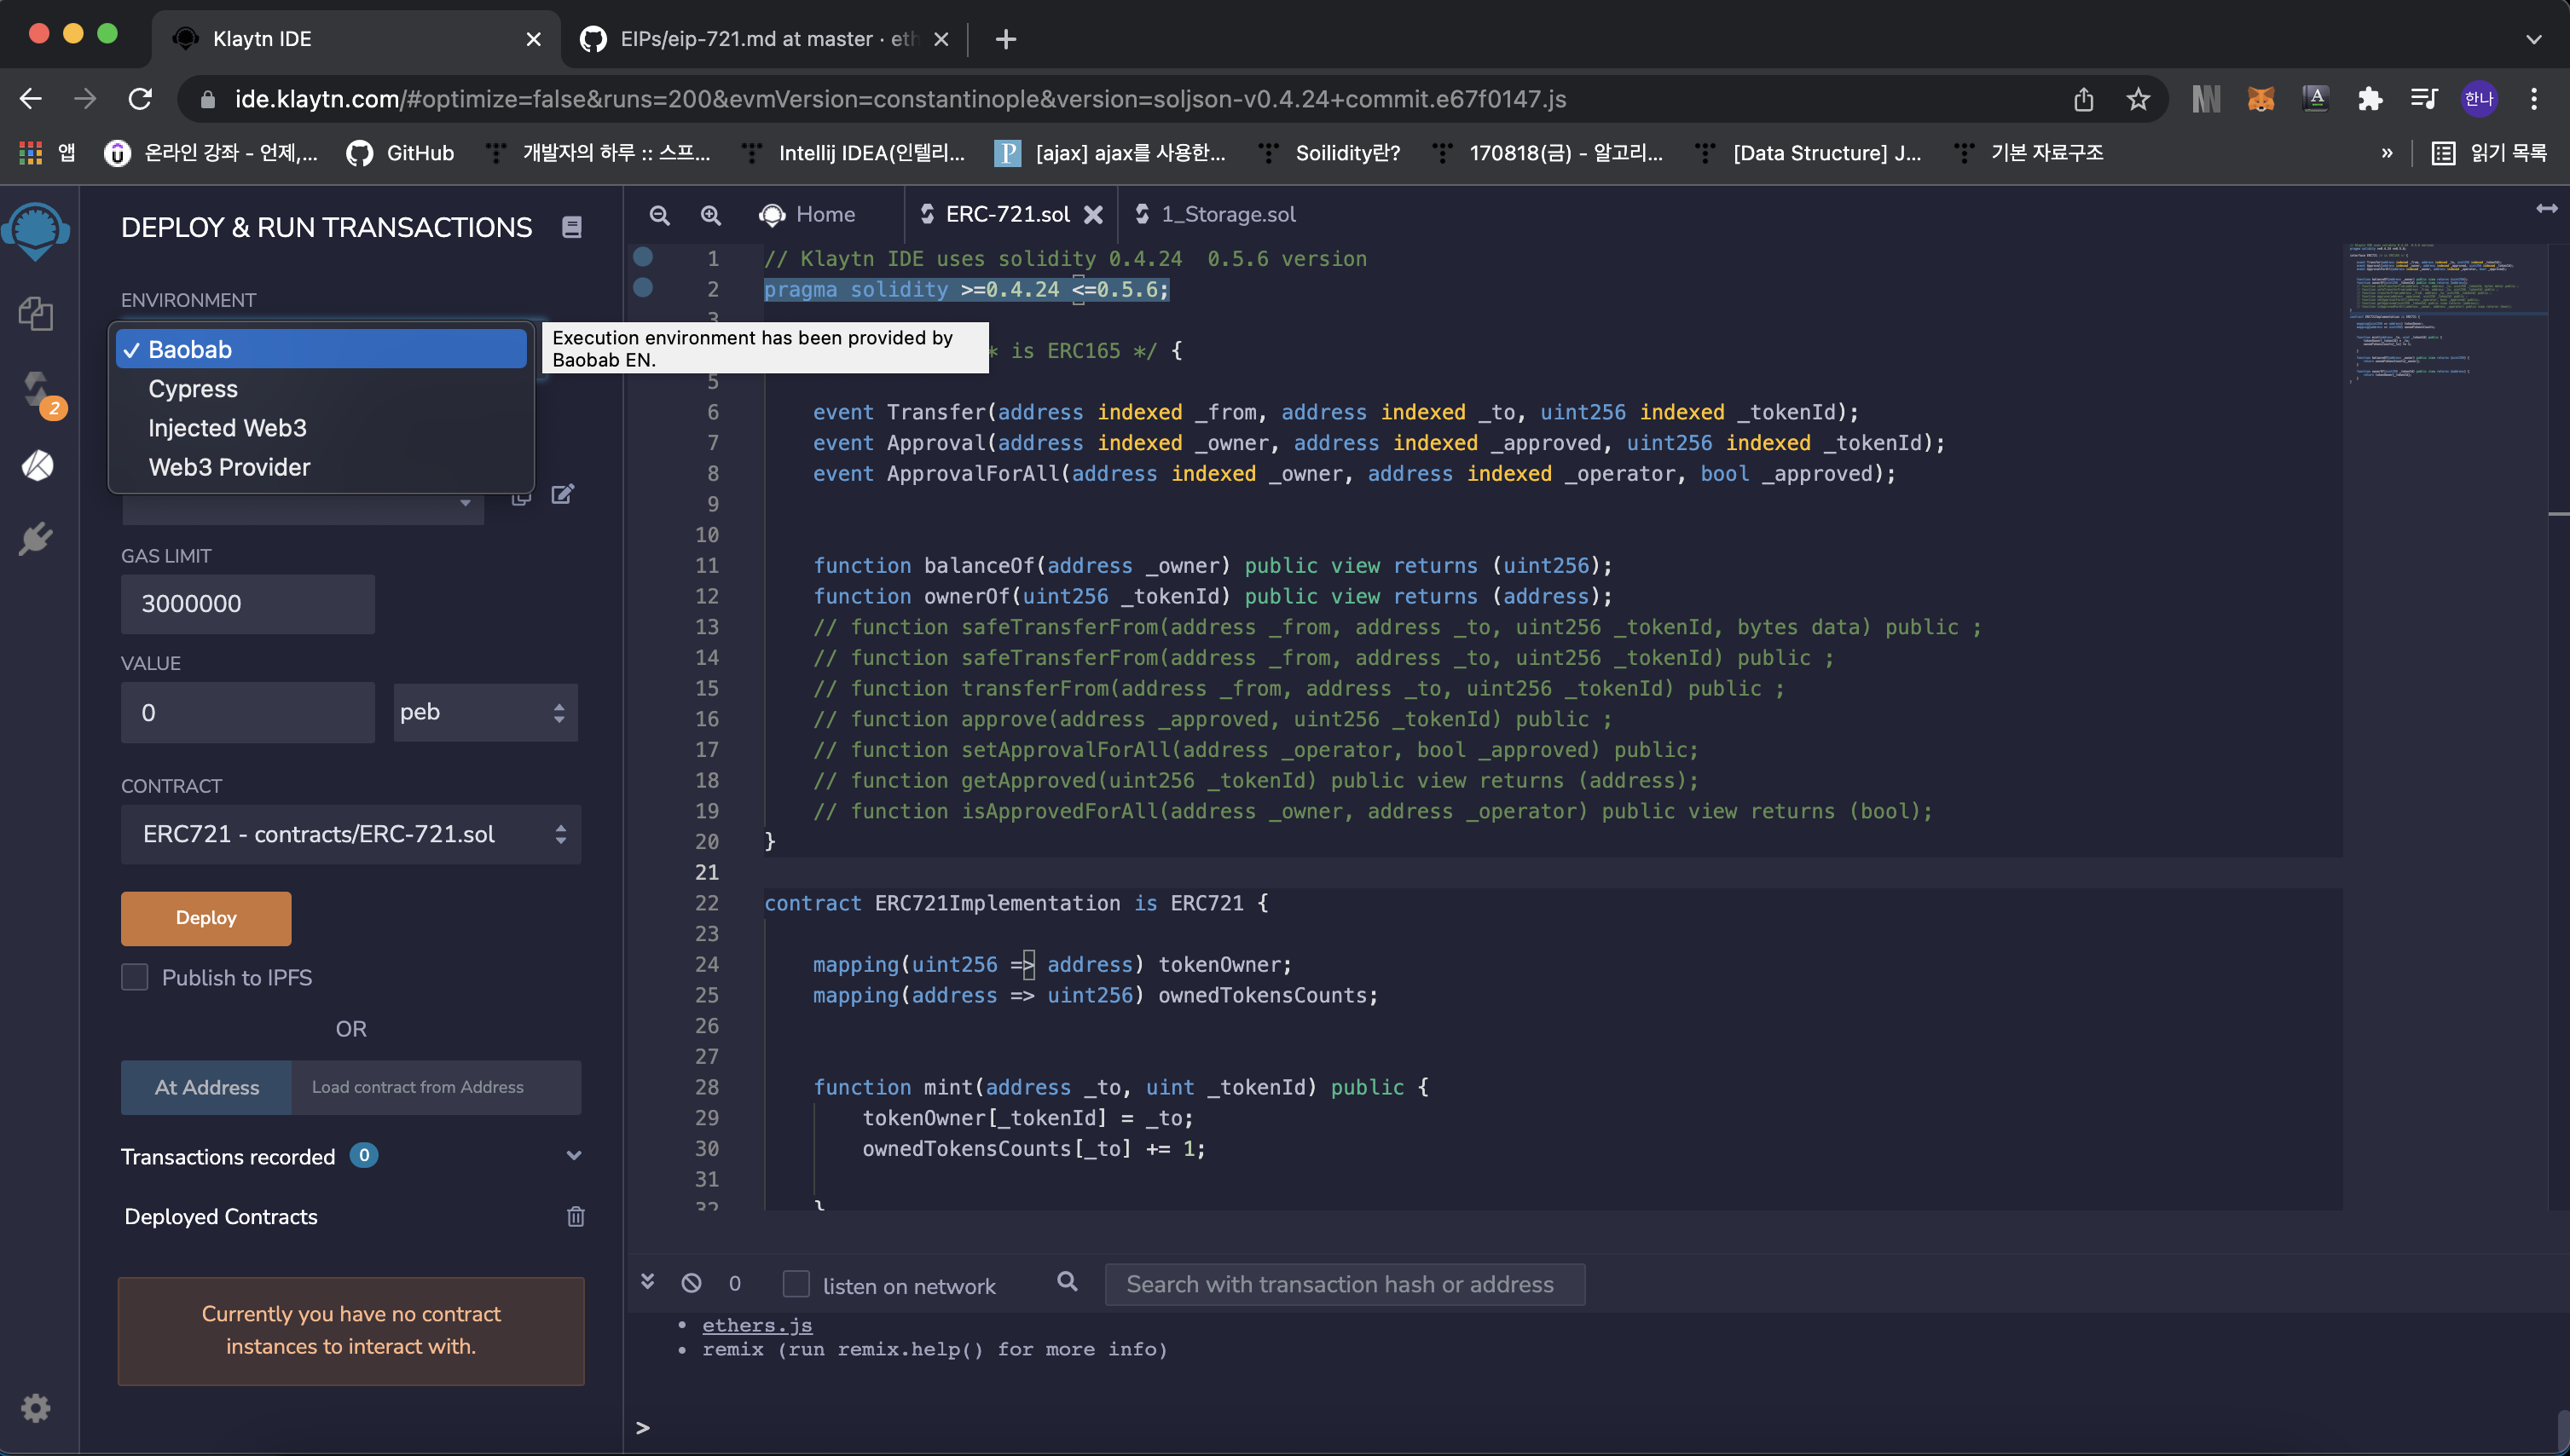 Klaytn IDE
EIPs/eip-721.md at master · eth
ide.klaytn.com/#optimize=false&runs=200&evmVersion=constantinople&version=soljson-v0.4.24+commit.e67f0147.js
한나
앱
온라인 강좌 - 언제,...
GitHub
개발자의 하루 :: 스프...
Intellij IDEA(인텔리...
[ajax] ajax를 사용한...
Soilidity란?
170818(금) - 알고리...
[Data Structure] J...
기본 자료구조
»
읽기 목록
DEPLOY & RUN TRANSACTIONS
ENVIRONMENT
✓ Baobab
Cypress
Injected Web3
Web3 Provider
Execution environment has been provided by
Baobab EN.
2
GAS LIMIT
3000000
VALUE
0
peb
CONTRACT
ERC721 - contracts/ERC-721.sol
Deploy
Publish to IPFS
OR
At Address
Load contract from Address
Transactions recorded 0
Deployed Contracts
Currently you have no contract
instances to interact with.
Home
ERC-721.sol
1_Storage.sol
1 // Klaytn IDE uses solidity 0.4.24  0.5.6 version
2 pragma solidity >=0.4.24 <=0.5.6;
3
* is ERC165 */ {
5
6 event Transfer(address indexed _from, address indexed _to, uint256 indexed _tokenId);
7 event Approval(address indexed _owner, address indexed _approved, uint256 indexed _tokenId);
8 event ApprovalForAll(address indexed _owner, address indexed _operator, bool _approved);
9
10
11 function balanceOf(address _owner) public view returns (uint256);
12 function ownerOf(uint256 _tokenId) public view returns (address);
13 // function safeTransferFrom(address _from, address _to, uint256 _tokenId, bytes data) public ;
14 // function safeTransferFrom(address _from, address _to, uint256 _tokenId) public ;
15 // function transferFrom(address _from, address _to, uint256 _tokenId) public ;
16 // function approve(address _approved, uint256 _tokenId) public ;
17 // function setApprovalForAll(address _operator, bool _approved) public;
18 // function getApproved(uint256 _tokenId) public view returns (address);
19 // function isApprovedForAll(address _owner, address _operator) public view returns (bool);
20 }
21
22 contract ERC721Implementation is ERC721 {
23
24 mapping(uint256 => address) tokenOwner;
25 mapping(address => uint256) ownedTokensCounts;
26
27
28 function mint(address _to, uint _tokenId) public {
29 tokenOwner[_tokenId] = _to;
30 ownedTokensCounts[_to] += 1;
31
32 }
0
listen on network
Search with transaction hash or address
• ethers.js
• remix (run remix.help() for more info)
>